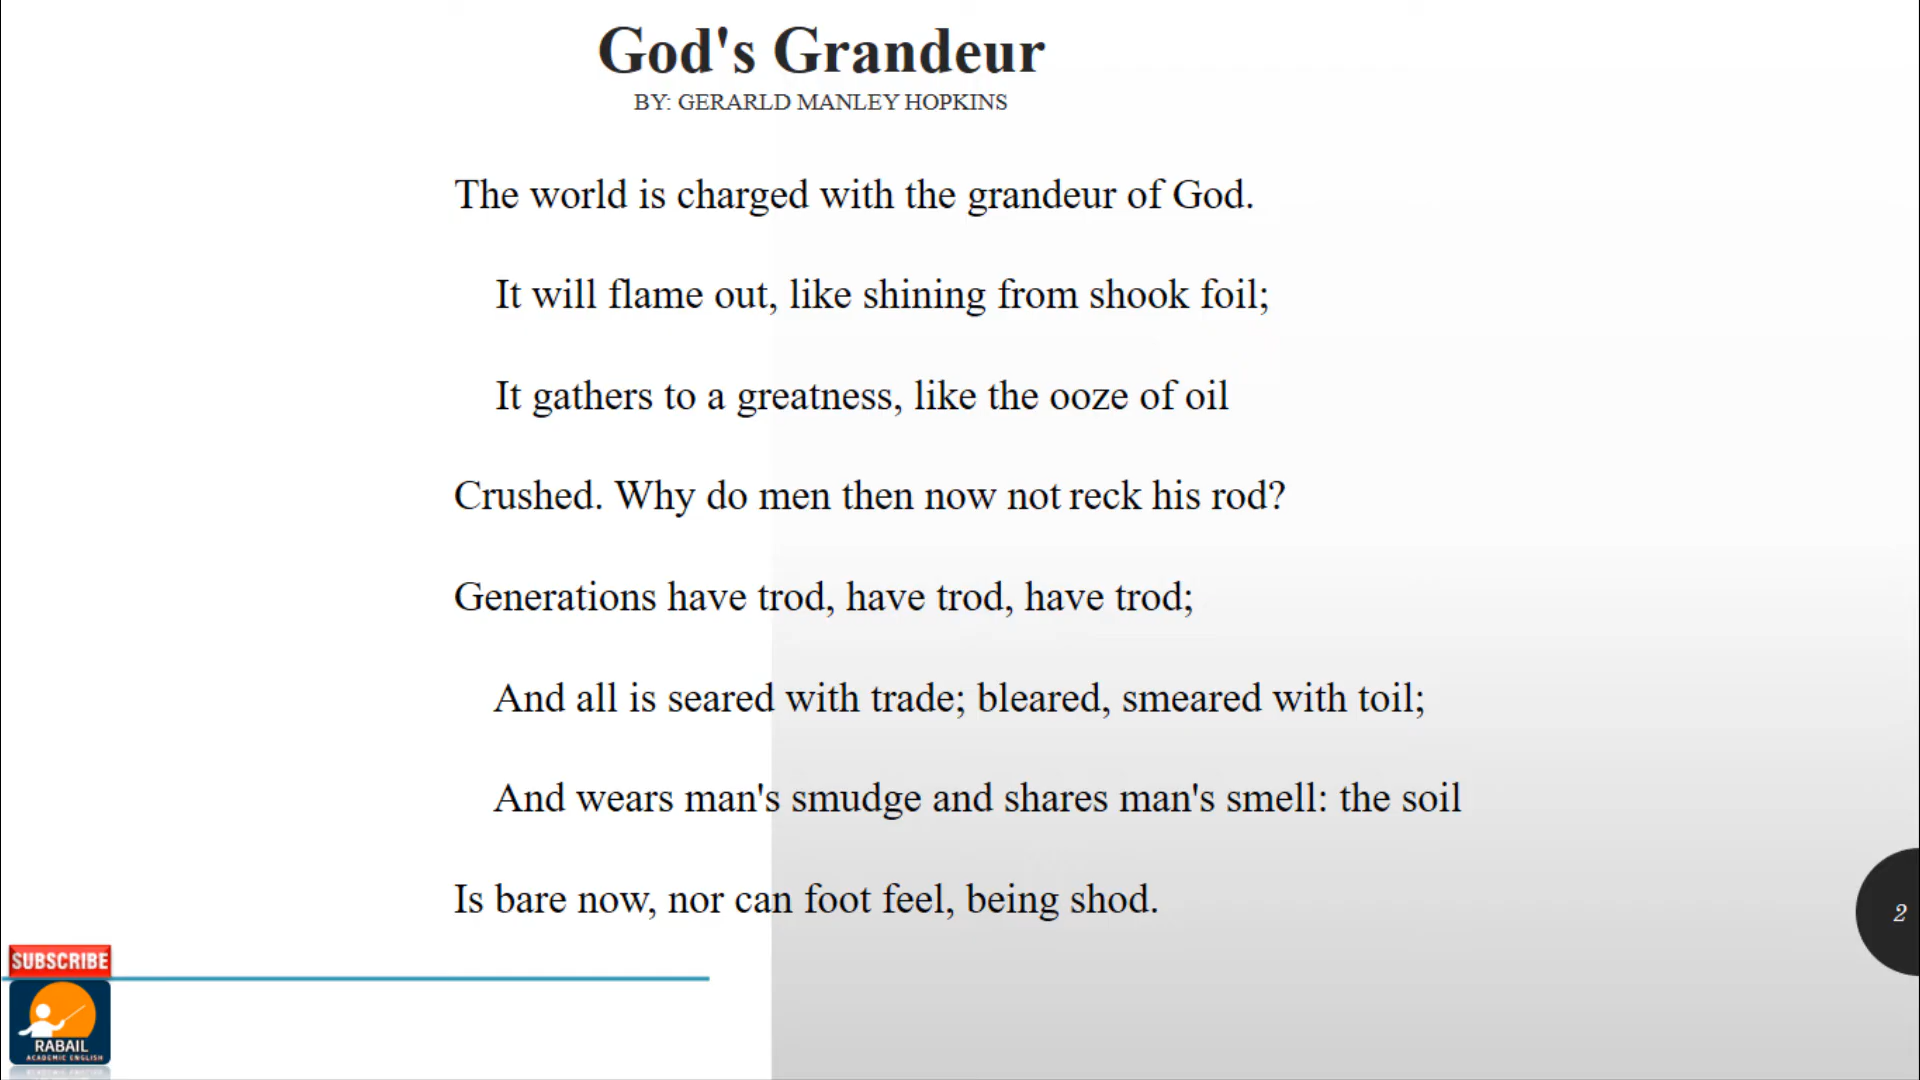 God's Grandeur
BY: GERARLD MANLEY HOPKINS
The world is charged with the grandeur of God.
It will flame out, like shining from shook foil;
It gathers to a greatness, like the ooze of oil
Crushed. Why do men then now not reck his rod?
Generations have trod, have trod, have trod;
And all is seared with trade; bleared, smeared with toil;
And wears man's smudge and shares man's smell: the soil
Is bare now, nor can foot feel, being shod.
2
SUBSCRIBE
RABAIL
ACADEMIC ENGLISH